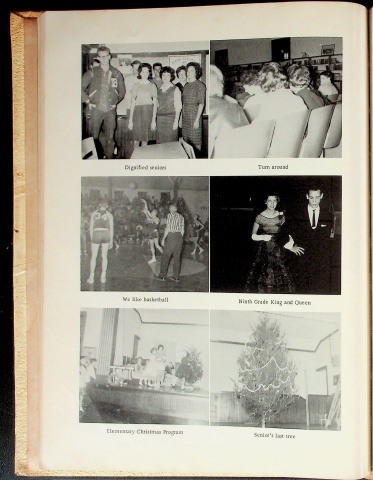 Dignified seniors
Turn around
We like basketball
Ninth Grade King and Queen
Elementary Christmas Program
Senior's last tree